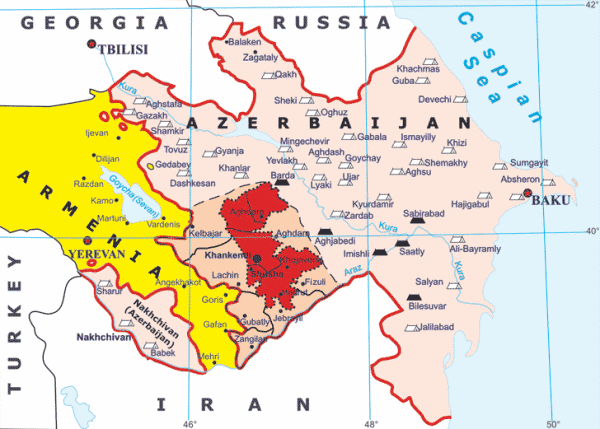 42°
GEORGIA
RUSSIA
TBILISI
Balaken
Zagataly
Qakh
Caspian
Sea
Khachmas
Guba
Devechi
Kura
Aghstafa
Gazakh
Sheki
Oghuz
AZERBAIJAN
Shamkir
Ijevan
Tovuz
Gyanja
Mingechevir
Gabala
Ismayilly
Khizi
Dilijan
Gedabey
Yevlakh
Aghdash
Goychay
Shemakhy
Sumgayit
Khanlar
Aghsu
Absheron
Razdan
Dashkesan
Barda
Lyaki
Ujar
ARMENIA
Goycha(Sevan)
Kamo
Kyurdamir
Hajigabul
BAKU
Martuni
Vardenis
Zardab
Sabirabad
Kura
40°
Kelbajar
Aghdam
Aghjabedi
YEREVAN
Khankendi
Imishli
Saatly
Ali-Bayramly
Shusha
Araz
Kura
Angekhakot
Lachin
Fizuli
Salyan
TURKEY
Sharur
Goris
Bilesuvar
Nakhchivan
(Azerbaijan)
Gubatly
Jebrayil
Nakhchivan
Gafan
Jalilabad
Zangilan
Babek
Mehri
IRAN
46°
48°
50°